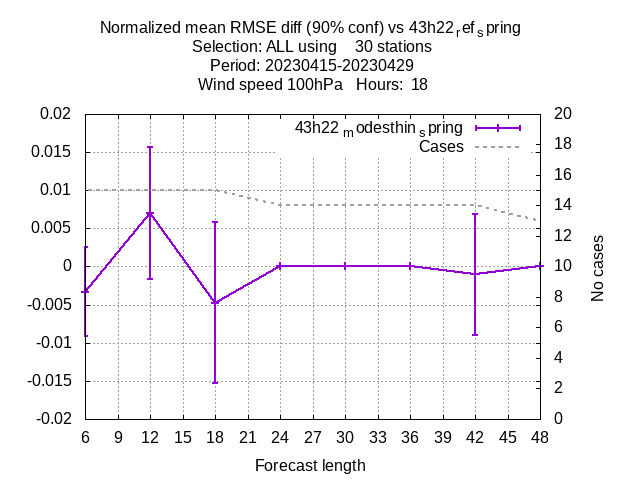 Normalized mean RMSE diff (90% conf) vs 43h22ref spring
Selection: ALL using 30 stations
Period: 20230415-20230429
Wind speed 100hPa Hours: 18
43h22modesthinspring
Cases
0.02
0.015
0.01
0.005
0
-0.005
-0.01
-0.015
-0.02
20
18
16
14
12
10
8
6
4
2
0
No cases
6 9 12 15 18 21 24 27 30 33 36 39 42 45 48
Forecast length